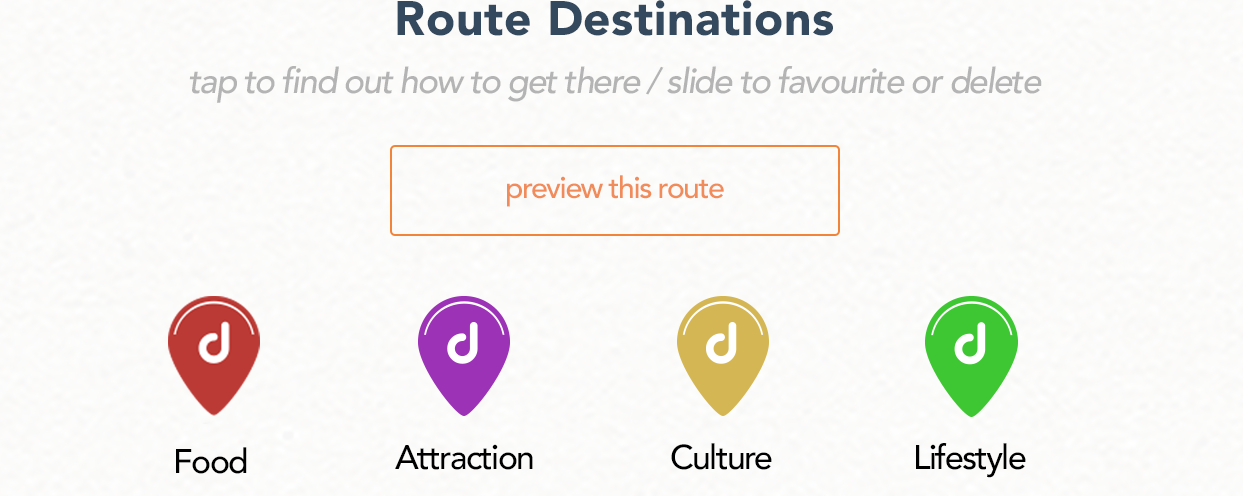 Route Destinations
tap to find out how to get there / slide to favourite or delete
preview this route
d d d d
Food Attraction Culture Lifestyle